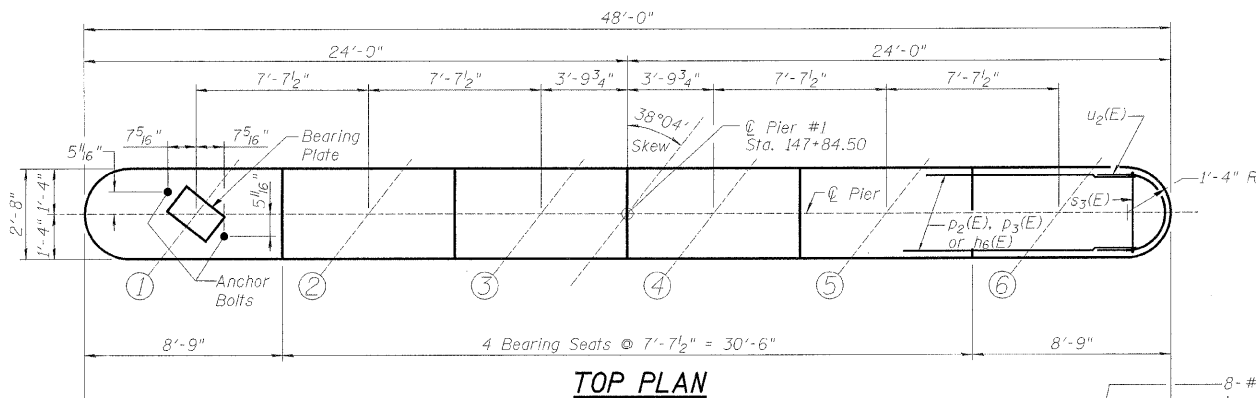 48'-0"
24'-0" 24'-0"
7'-7½" 7'-7½" 3'-9¾" 3'-9¾" 7'-7½" 7'-7½"
7 5/16" 7 5/16"
Bearing
Plate
38°04'
Skew
℄ Pier #1
Sta. 147+84.50
u2(E)
5 11/16"
5 11/16"
1'-4" R
2'-8"
1'-4"
1'-4"
℄ Pier
s3(E)
p2(E), p3(E)
or h6(E)
1 2 3 4 5 6
Anchor
Bolts
8'-9" 4 Bearing Seats @ 7'-7½" = 30'-6" 8'-9"
TOP PLAN
8-#